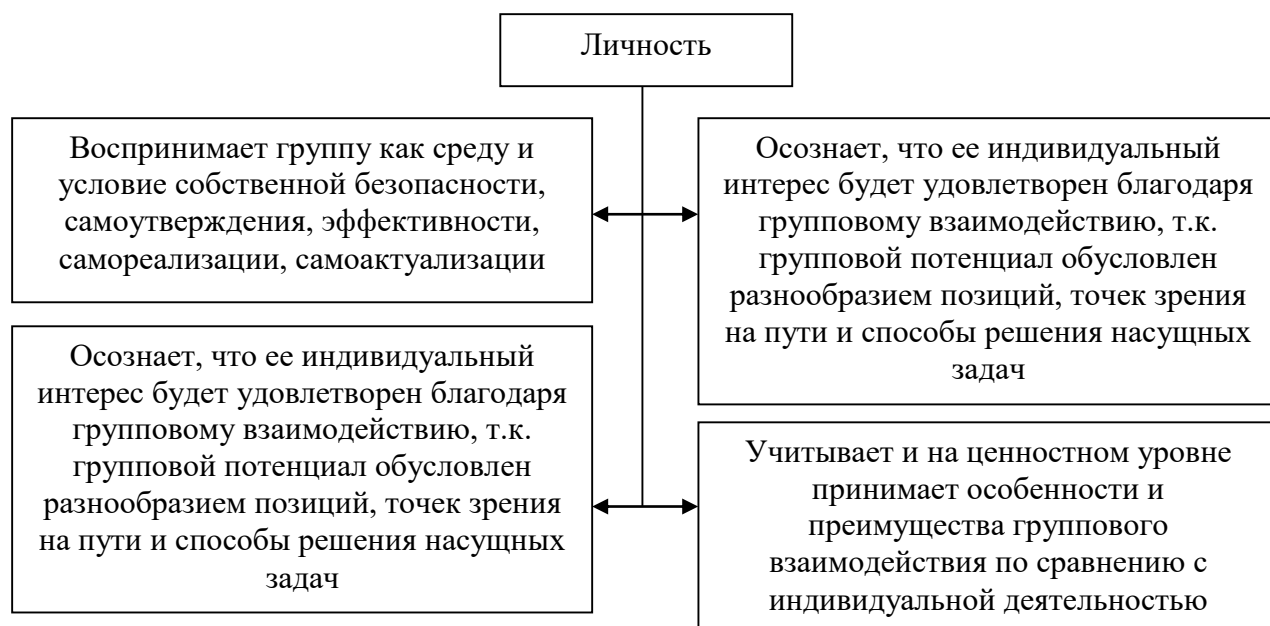 Личность
Воспринимает группу как среду и
условие собственной безопасности,
самоутверждения, эффективности,
самореализации, самоактуализации
Осознает, что ее индивидуальный
интерес будет удовлетворен благодаря
групповому взаимодействию, т.к.
групповой потенциал обусловлен
разнообразием позиций, точек зрения
на пути и способы решения насущных
задач
Осознает, что ее индивидуальный
интерес будет удовлетворен благодаря
групповому взаимодействию, т.к.
групповой потенциал обусловлен
разнообразием позиций, точек зрения
на пути и способы решения насущных
задач
Учитывает и на ценностном уровне
принимает особенности и
преимущества группового
взаимодействия по сравнению с
индивидуальной деятельностью